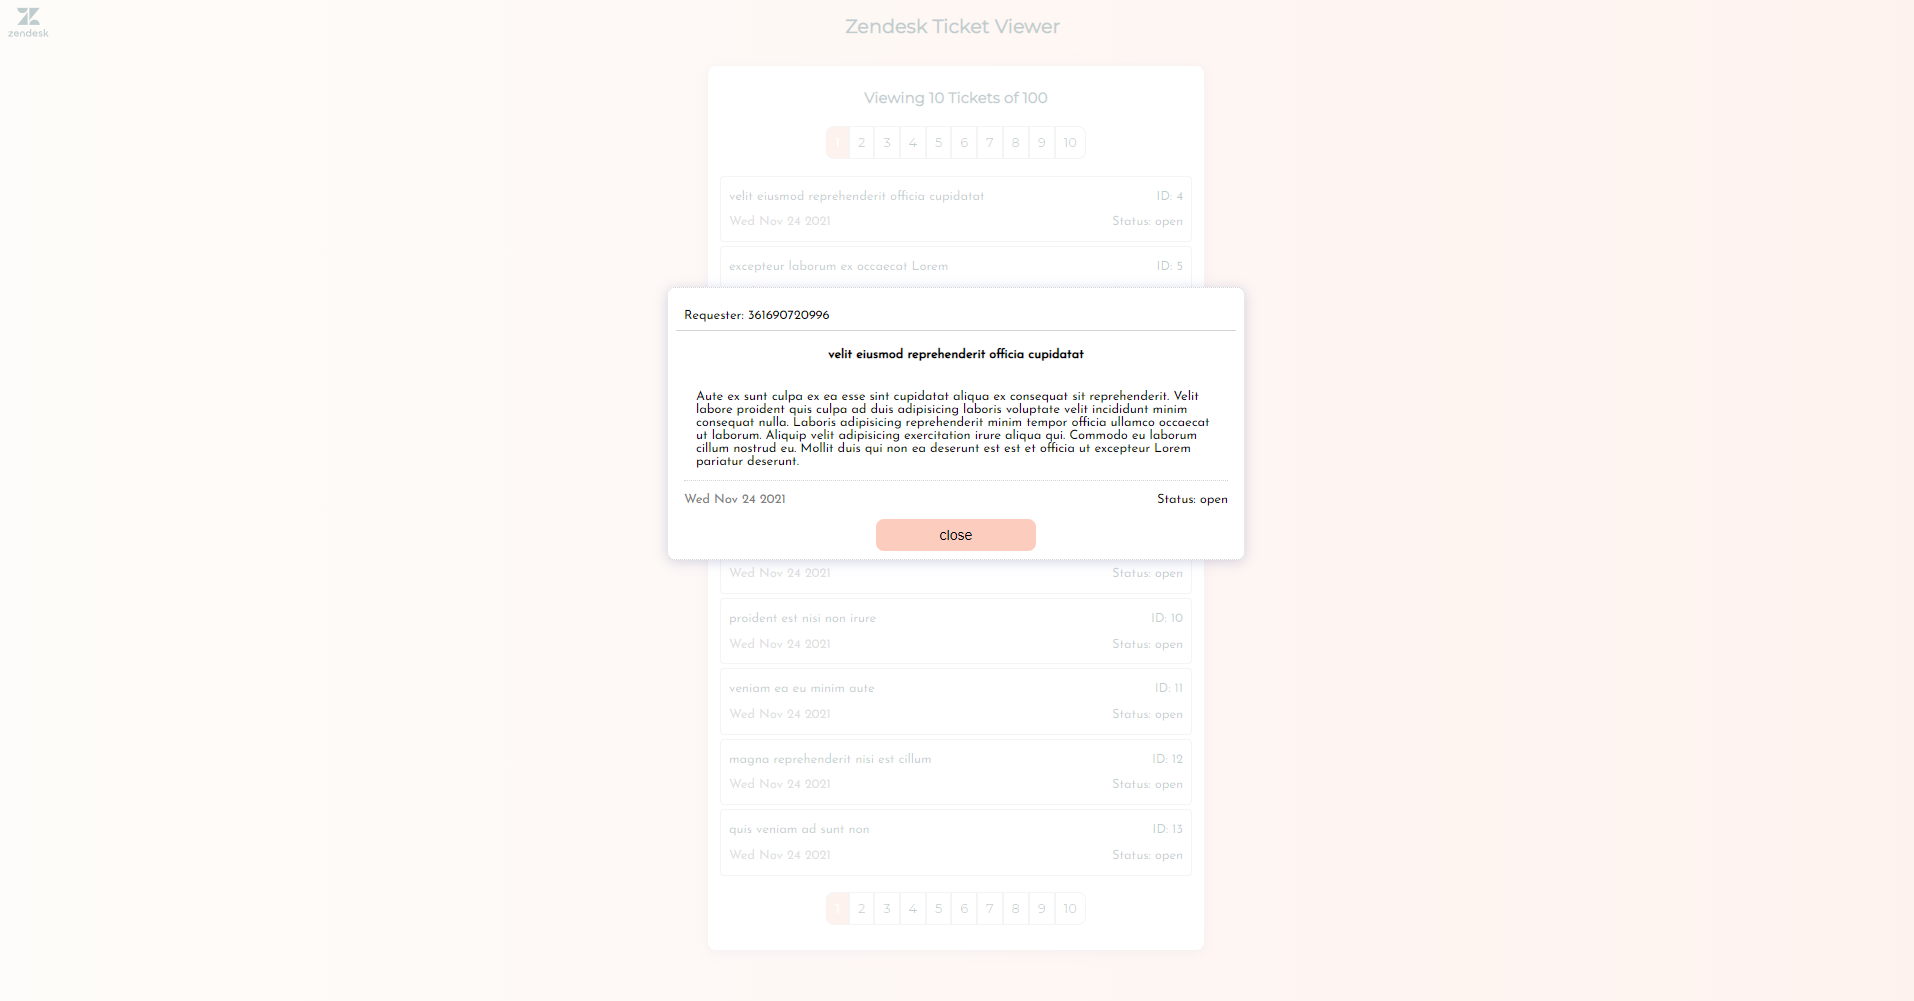 zendesk
Zendesk Ticket Viewer
Viewing 10 Tickets of 100
1 2 3 4 5 6 7 8 9 10
velit eiusmod reprehenderit officia cupidatat ID: 4
Wed Nov 24 2021 Status: open
excepteur laborum ex occaecat Lorem ID: 5
Requester: 361690720996
velit eiusmod reprehenderit officia cupidatat
Aute ex sunt culpa ex ea esse sint cupidatat aliqua ex consequat sit reprehenderit. Velit
labore proident quis culpa ad duis adipisicing laboris voluptate velit incididunt minim
consequat nulla. Laboris adipisicing reprehenderit minim tempor officia ullamco occaecat
ut laborum. Aliquip velit adipisicing exercitation irure aliqua qui. Commodo eu laborum
cillum nostrud eu. Mollit duis qui non ea deserunt est est et officia ut excepteur Lorem
pariatur deserunt.
Wed Nov 24 2021 Status: open
close
Wed Nov 24 2021 Status: open
proident est nisi non irure ID: 10
Wed Nov 24 2021 Status: open
veniam ea eu minim aute ID: 11
Wed Nov 24 2021 Status: open
magna reprehenderit nisi est cillum ID: 12
Wed Nov 24 2021 Status: open
quis veniam ad sunt non ID: 13
Wed Nov 24 2021 Status: open
1 2 3 4 5 6 7 8 9 10